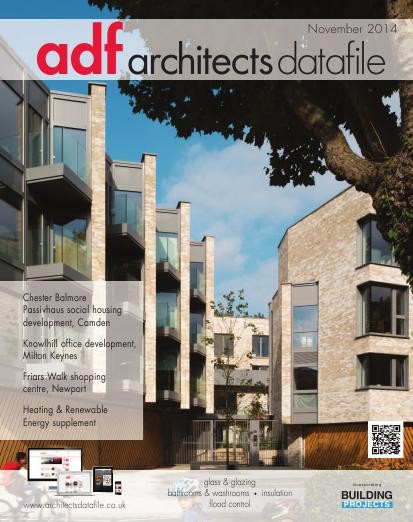 November 2014
adf architects datafile
Chester Balmore
Passivhaus social housing
development, Camden
Knowlhill office development,
Milton Keynes
Friars Walk shopping
centre, Newport
Heating & Renewable
Energy supplement
www.architectsdatafile.co.uk
glass & glazing
bathrooms & washrooms • insulation
flood control
incorporating
BUILDING
PROJECTS